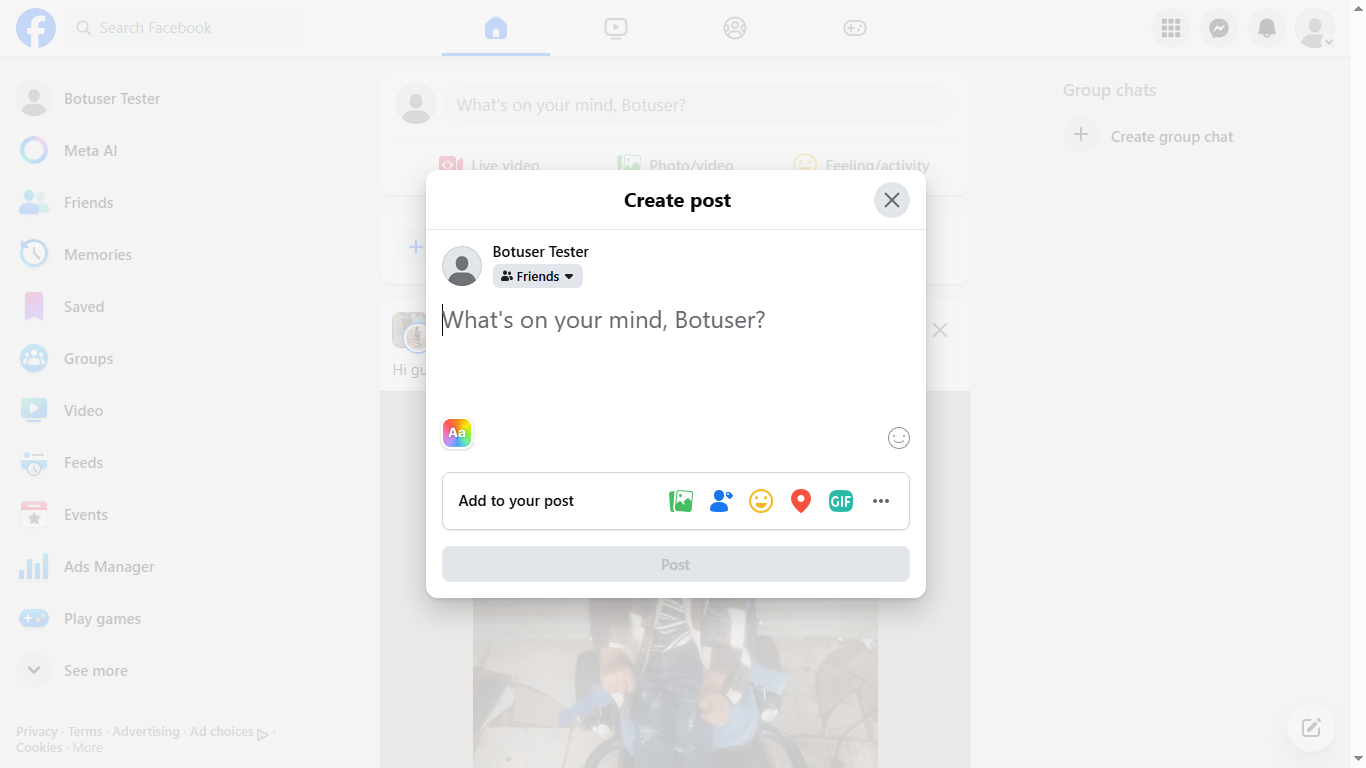 Search Facebook
Botuser Tester
Meta AI
Friends
Memories
Saved
Groups
Video
Feeds
Events
Ads Manager
Play games
See more
Privacy · Terms · Advertising · Ad choices ·
Cookies · More
What's on your mind, Botuser?
Live video
Photo/video
Feeling/activity
Create post
Botuser Tester
Friends
What's on your mind, Botuser?
Aa
Add to your post
GIF
Post
Hi
Group chats
Create group chat